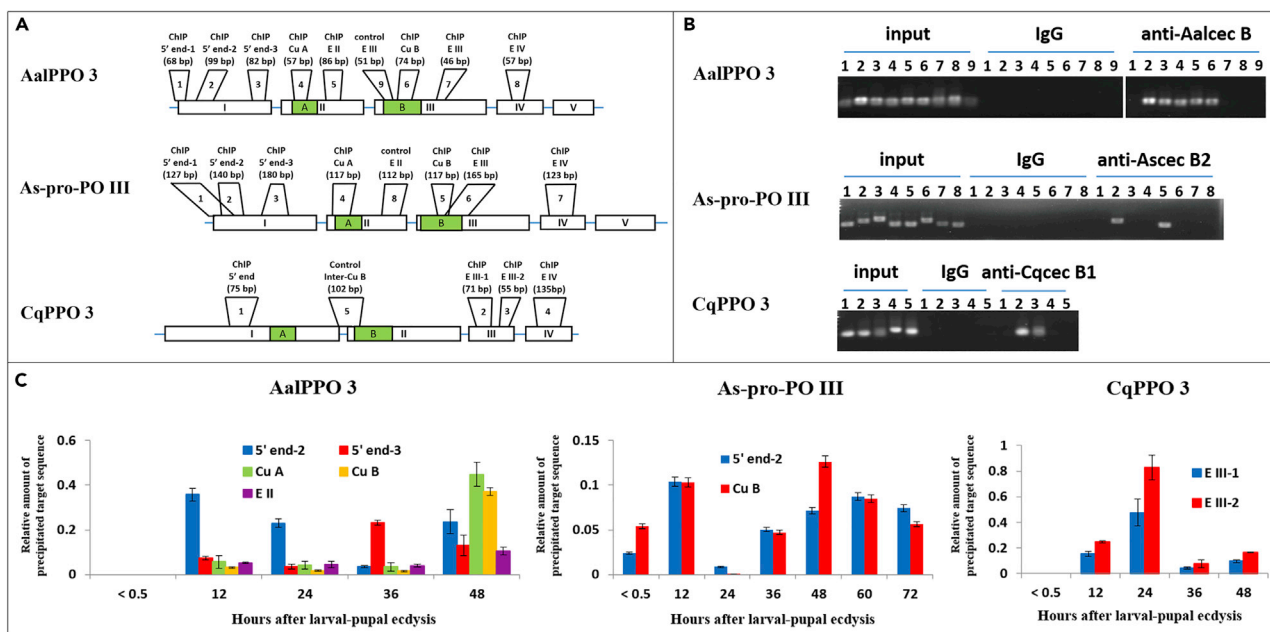 A
AalPPO 3
ChIP 5' end-1 (68 bp)
ChIP 5' end-2 (99 bp)
ChIP 5' end-3 (82 bp)
ChIP Cu A (57 bp)
ChIP E II (86 bp)
control E III (51 bp)
ChIP Cu B (74 bp)
ChIP E III (46 bp)
ChIP E IV (57 bp)
1 2 3 4 5 9 6 7 8
I A II B III IV V
As-pro-PO III
ChIP 5' end-1 (127 bp)
ChIP 5' end-2 (140 bp)
ChIP 5' end-3 (180 bp)
ChIP Cu A (117 bp)
control E II (112 bp)
ChIP Cu B (117 bp)
ChIP E III (165 bp)
ChIP E IV (123 bp)
1 2 3 4 8 5 6 7
I A II B III IV V
CqPPO 3
ChIP 5' end (75 bp)
Control Inter-Cu B (102 bp)
ChIP E III-1 (71 bp)
ChIP E III-2 (55 bp)
ChIP E IV (135bp)
1 5 2 3 4
I A B II III IV
B
input IgG anti-Aalcec B
AalPPO 3
1 2 3 4 5 6 7 8 9 1 2 3 4 5 6 7 8 9 1 2 3 4 5 6 7 8 9
input IgG anti-Ascec B2
As-pro-PO III
1 2 3 4 5 6 7 8 1 2 3 4 5 6 7 8 1 2 3 4 5 6 7 8
input IgG anti-Cqcec B1
CqPPO 3
1 2 3 4 5 1 2 3 4 5 1 2 3 4 5
C
AalPPO 3
Relative amount of precipitated target sequence
0.6
0.4
0.2
0
5' end-2
5' end-3
Cu A
Cu B
E II
< 0.5 12 24 36 48
Hours after larval-pupal ecdysis
As-pro-PO III
Relative amount of precipitated target sequence
0.15
0.1
0.05
0
5' end-2
Cu B
< 0.5 12 24 36 48 60 72
Hours after larval-pupal ecdysis
CqPPO 3
Relative amount of precipitated target sequence
1
0.8
0.6
0.4
0.2
0
E III-1
E III-2
< 0.5 12 24 36 48
Hours after larval-pupal ecdysis